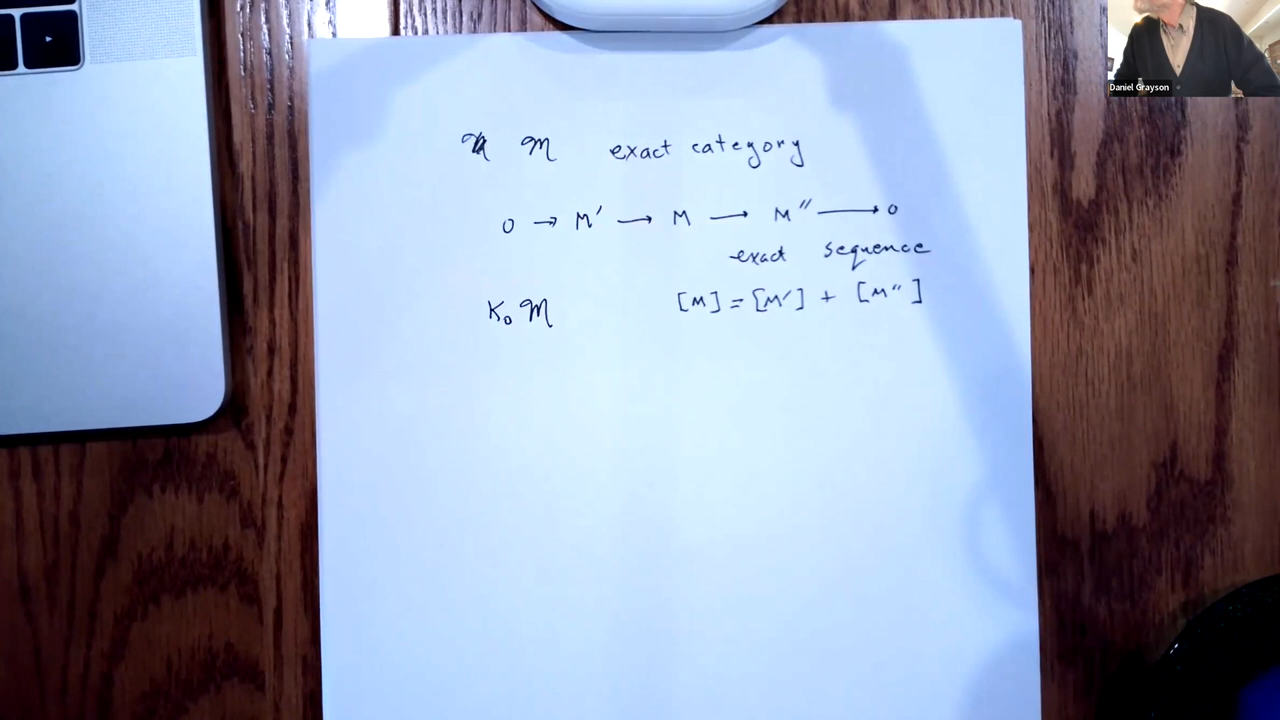 ℳ exact category
0 → M′ → M → M″ → 0
exact sequence
K₀ ℳ [M] = [M′] + [M″]
Daniel Grayson